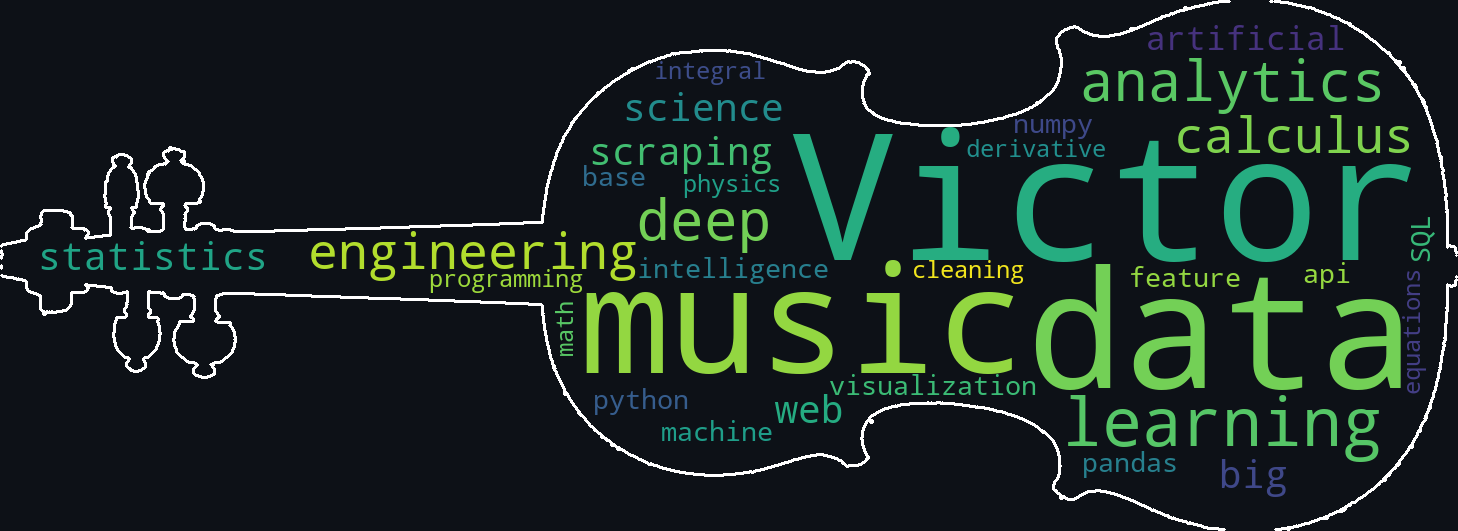 artificial
integral
analytics
science
numpy
calculus
derivative
scraping
Victor
base
physics
deep
SQL
statistics
engineering
programming
intelligence
cleaning
feature
api
math
music
data
equations
visualization
python
web
machine
learning
pandas
big